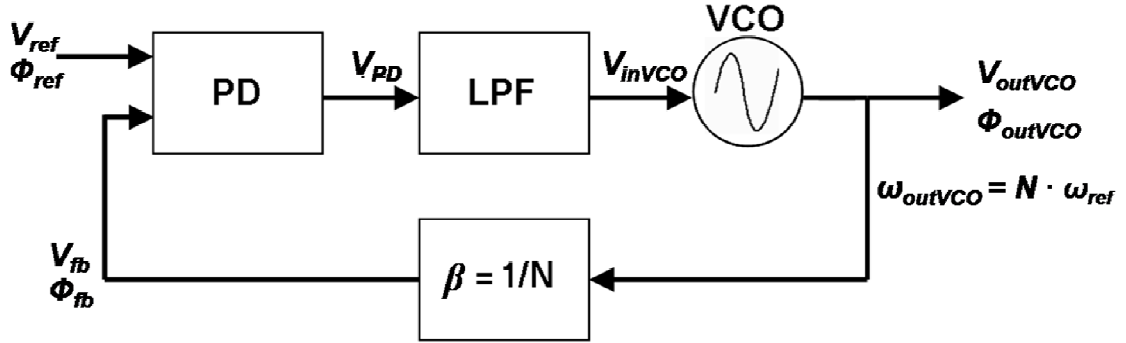 VCO
V_ref
Φ_ref
PD
V_PD
LPF
V_inVCO
V_outVCO
Φ_outVCO
ω_outVCO = N · ω_ref
V_fb
Φ_fb
β = 1/N